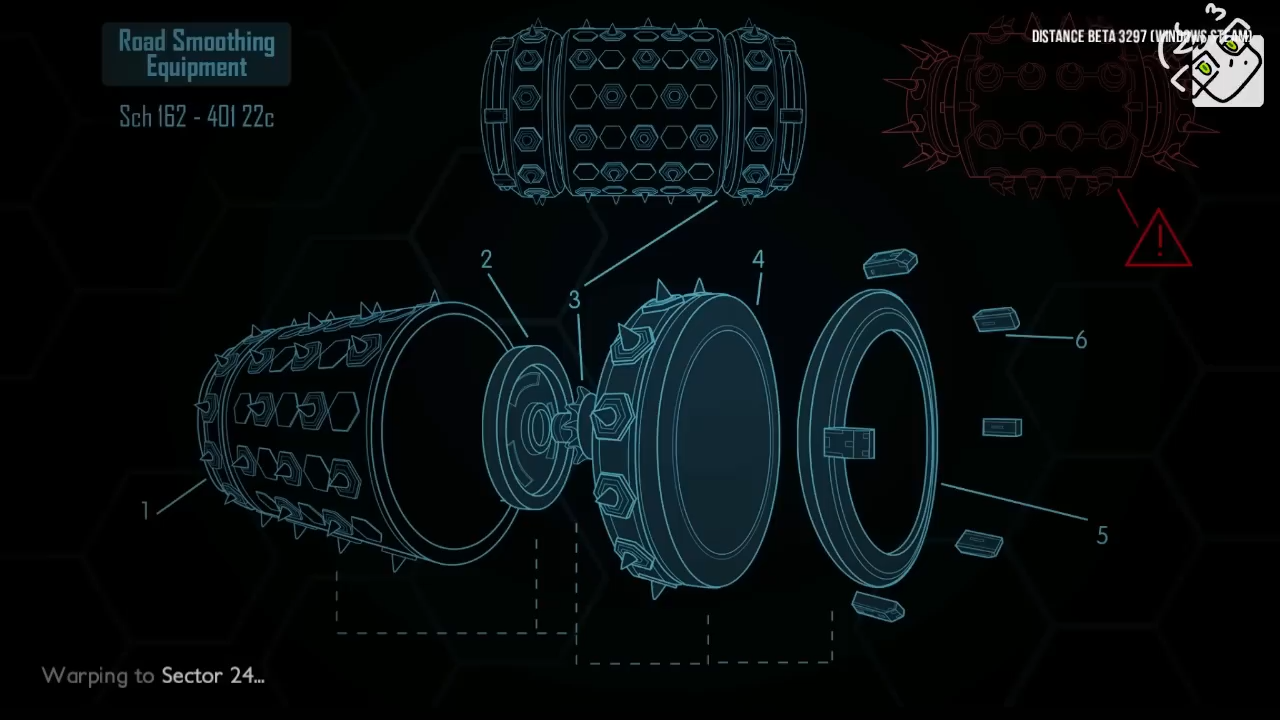 Road Smoothing
Equipment
Sch 162 - 401 22c
DISTANCE BETA 3297 (WINDOWS STEAM)
3
2
4
3
6
1
5
Warping to Sector 24...